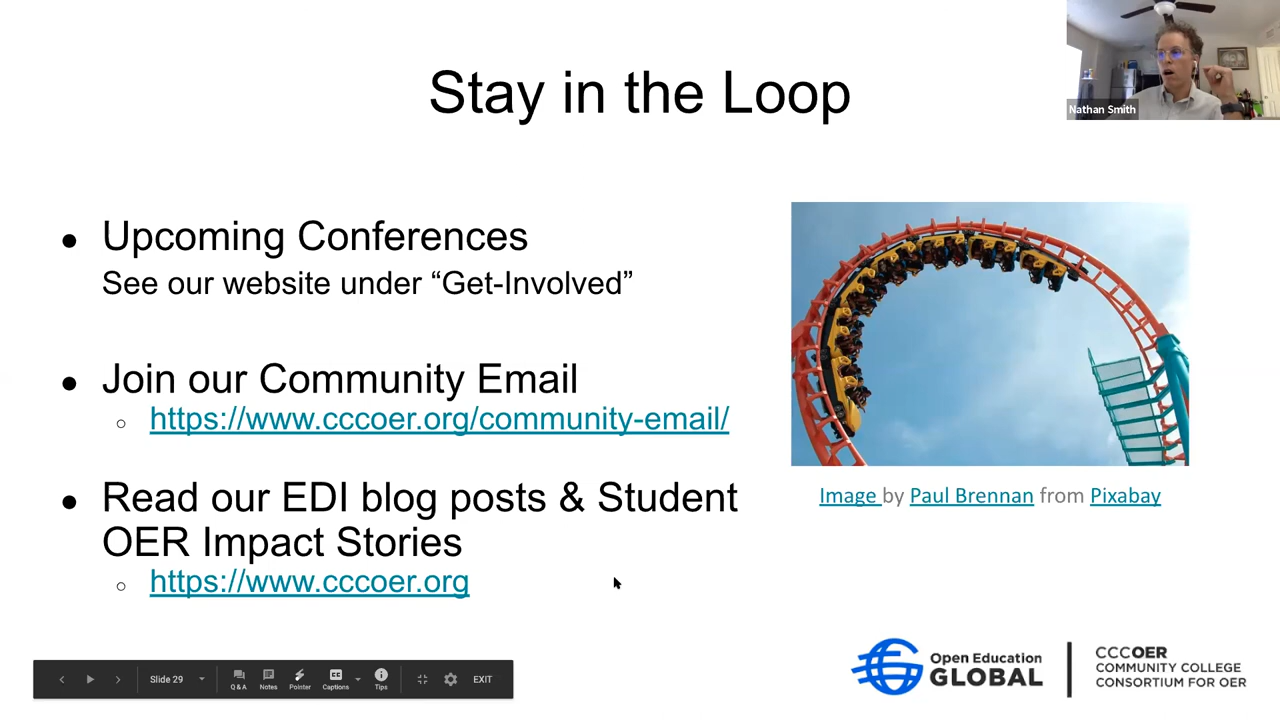 Stay in the Loop
Nathan Smith
● Upcoming Conferences
See our website under “Get-Involved”
● Join our Community Email
○ https://www.cccoer.org/community-email/
● Read our EDI blog posts & Student
OER Impact Stories
○ https://www.cccoer.org
Image by Paul Brennan from Pixabay
Slide 29
Q & A
Notes
Pointer
Captions
Tips
EXIT
Open Education
GLOBAL
CCCOER
COMMUNITY COLLEGE
CONSORTIUM FOR OER